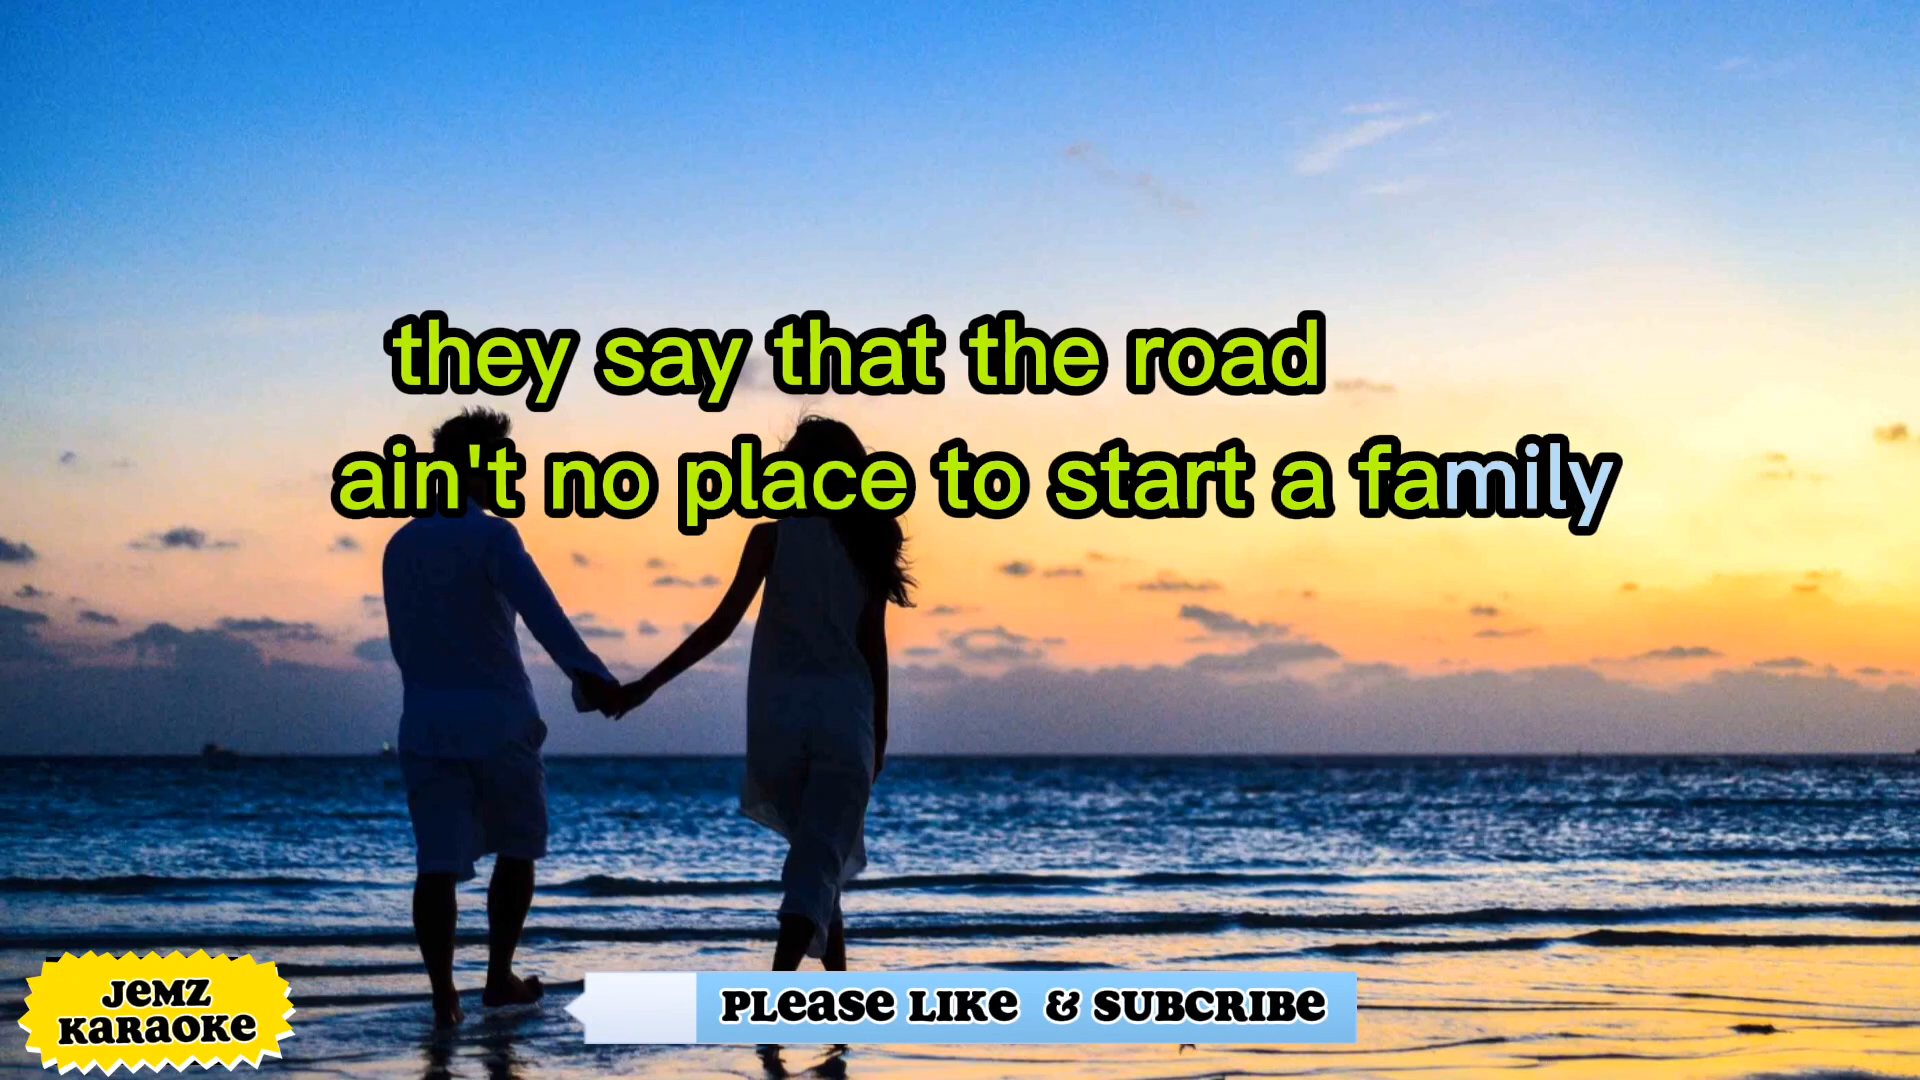 they say that the road
ain't no place to start a family
JEMZ
KARAOKE
PLEASE LIKE & SUBCRIBE